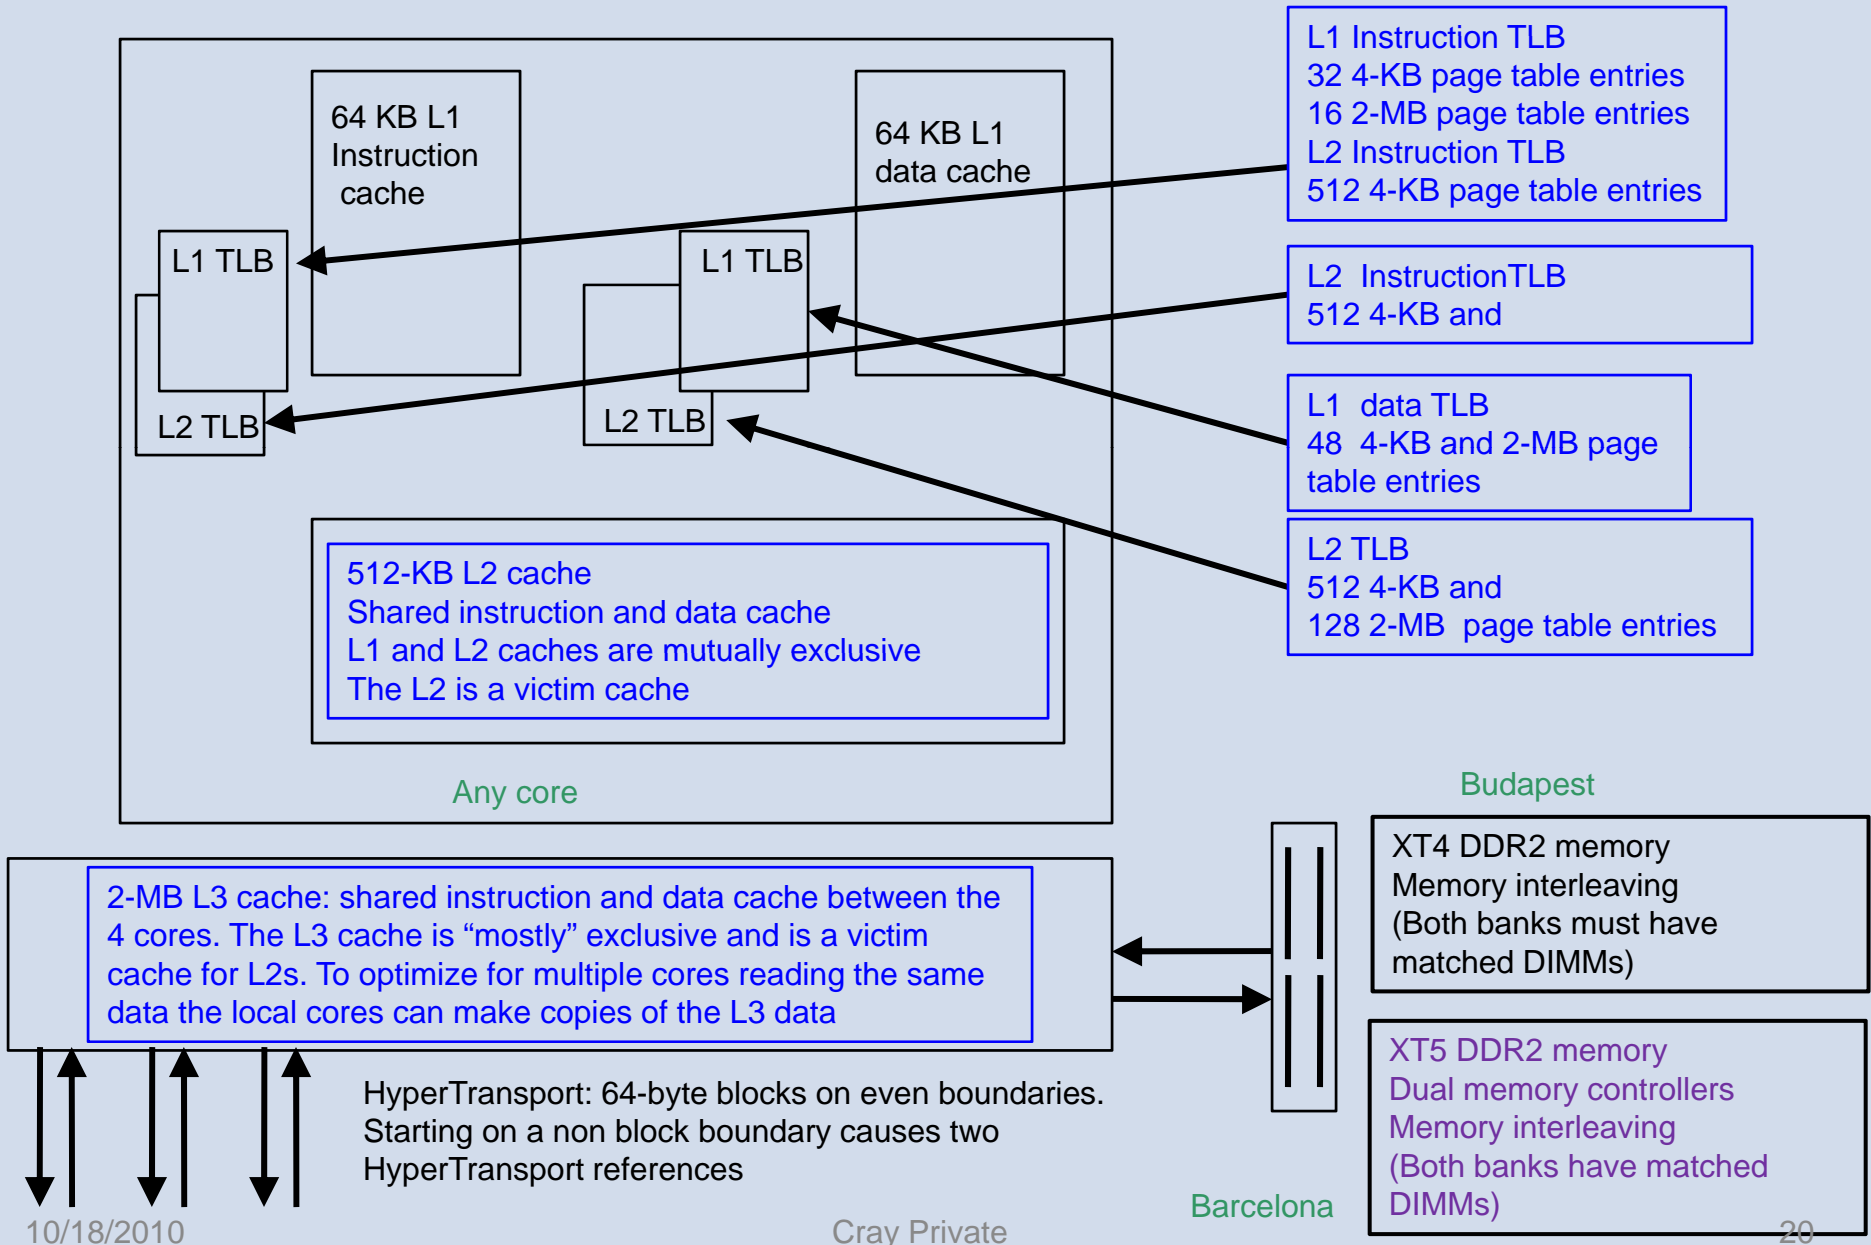 64 KB L1
Instruction
cache
64 KB L1
data cache
L1 TLB
L2 TLB
L1 TLB
L2 TLB
L1 Instruction TLB
32 4-KB page table entries
16 2-MB page table entries
L2 Instruction TLB
512 4-KB page table entries
L2 InstructionTLB
512 4-KB and
L1 data TLB
48 4-KB and 2-MB page
table entries
L2 TLB
512 4-KB and
128 2-MB page table entries
512-KB L2 cache
Shared instruction and data cache
L1 and L2 caches are mutually exclusive
The L2 is a victim cache
Any core
2-MB L3 cache: shared instruction and data cache between the
4 cores. The L3 cache is “mostly” exclusive and is a victim
cache for L2s. To optimize for multiple cores reading the same
data the local cores can make copies of the L3 data
Budapest
XT4 DDR2 memory
Memory interleaving
(Both banks must have
matched DIMMs)
XT5 DDR2 memory
Dual memory controllers
Memory interleaving
(Both banks have matched
DIMMs)
HyperTransport: 64-byte blocks on even boundaries.
Starting on a non block boundary causes two
HyperTransport references
Barcelona
10/18/2010
Cray Private
20